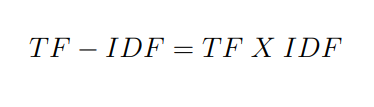 TF − IDF = TF X IDF